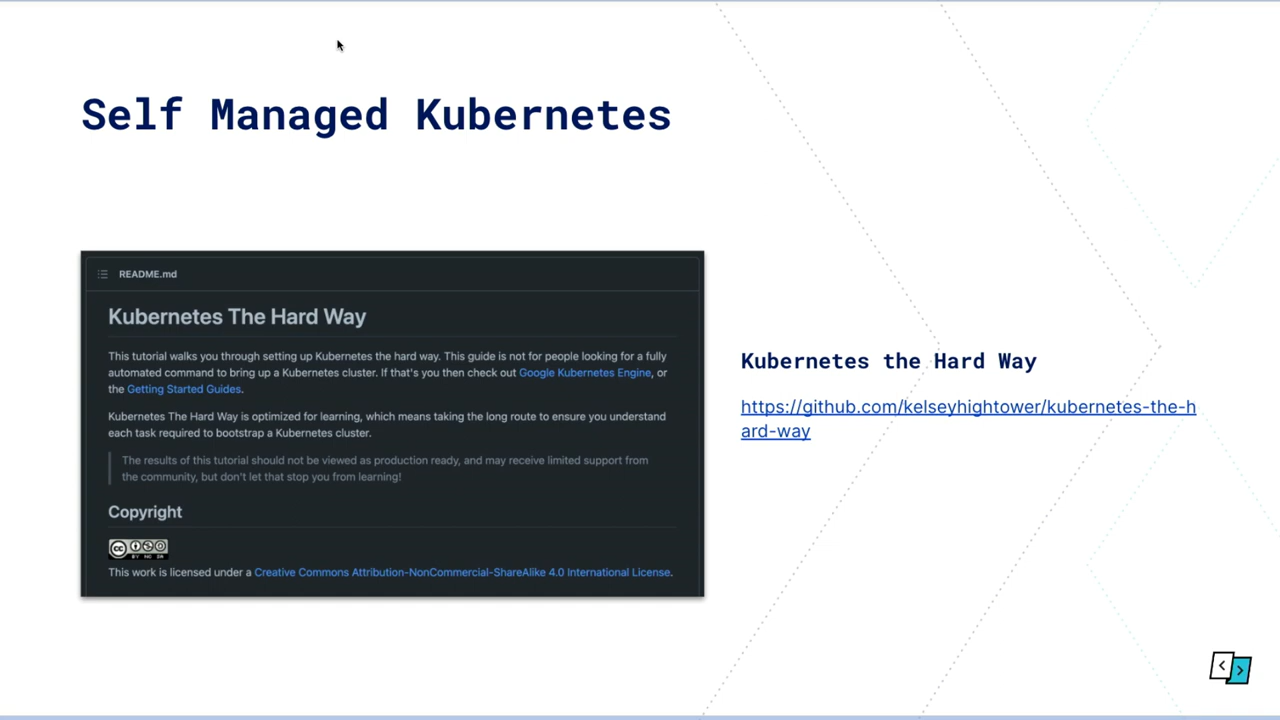 Self Managed Kubernetes
README.md
Kubernetes The Hard Way
This tutorial walks you through setting up Kubernetes the hard way. This guide is not for people looking for a fully
automated command to bring up a Kubernetes cluster. If that's you then check out Google Kubernetes Engine, or
the Getting Started Guides.
Kubernetes The Hard Way is optimized for learning, which means taking the long route to ensure you understand
each task required to bootstrap a Kubernetes cluster.
The results of this tutorial should not be viewed as production ready, and may receive limited support from
the community, but don't let that stop you from learning!
Copyright
cc
BY NC SA
This work is licensed under a Creative Commons Attribution-NonCommercial-ShareAlike 4.0 International License.
Kubernetes the Hard Way
https://github.com/kelseyhightower/kubernetes-the-h
ard-way